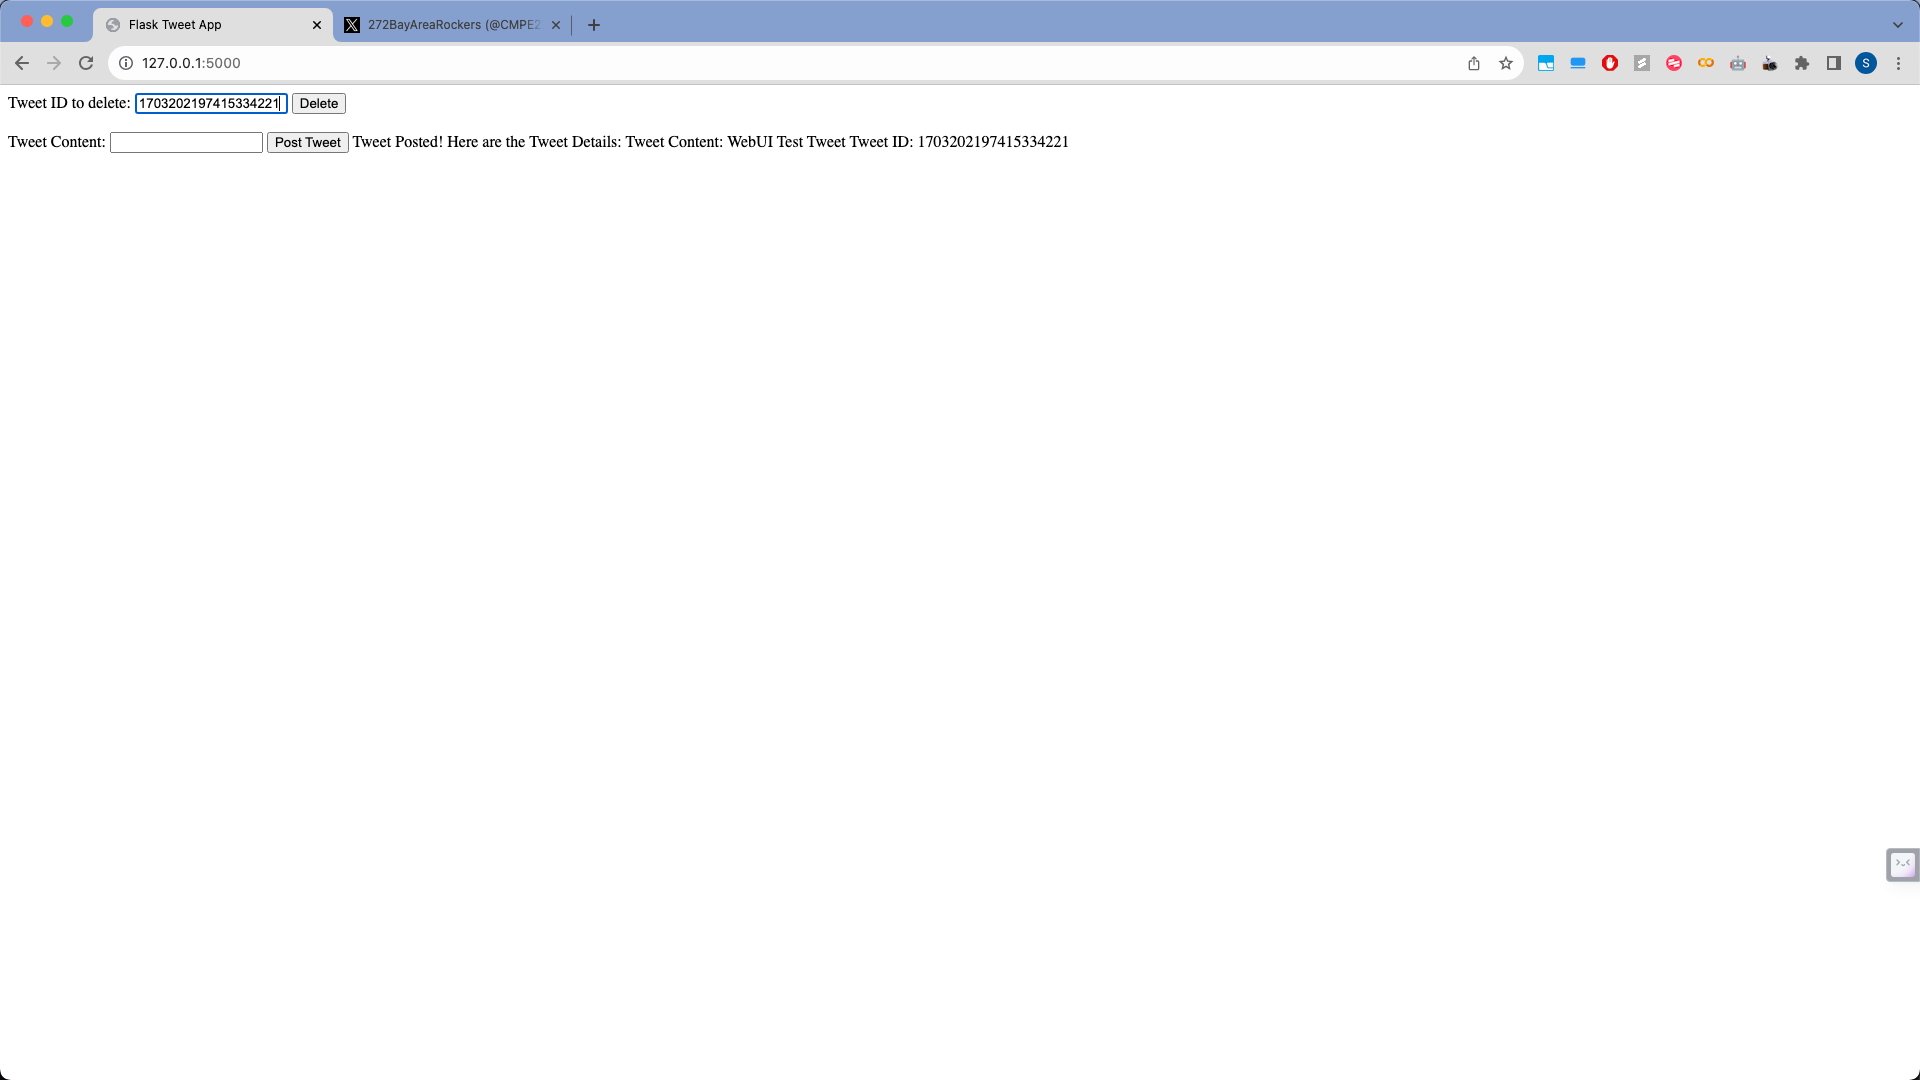 Flask Tweet App
272BayAreaRockers (@CMPE2
127.0.0.1:5000
S
Tweet ID to delete: 1703202197415334221 Delete
Tweet Content: Post Tweet Tweet Posted! Here are the Tweet Details: Tweet Content: WebUI Test Tweet Tweet ID: 1703202197415334221